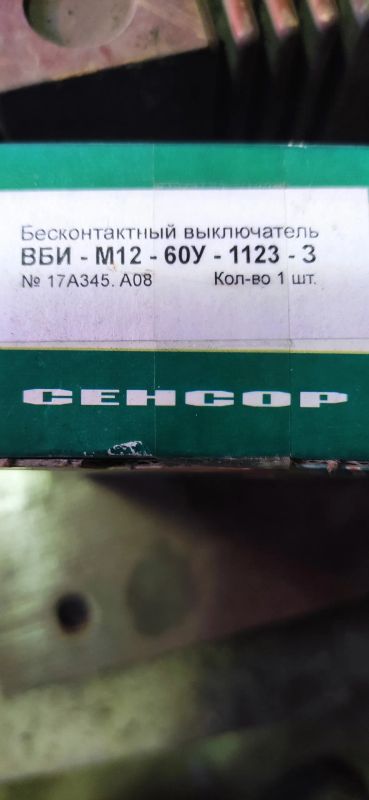 Бесконтактный выключатель
ВБИ - М12 - 60У - 1123 - З
№ 17А345. А08 Кол-во 1 шт.
СЕНСОР